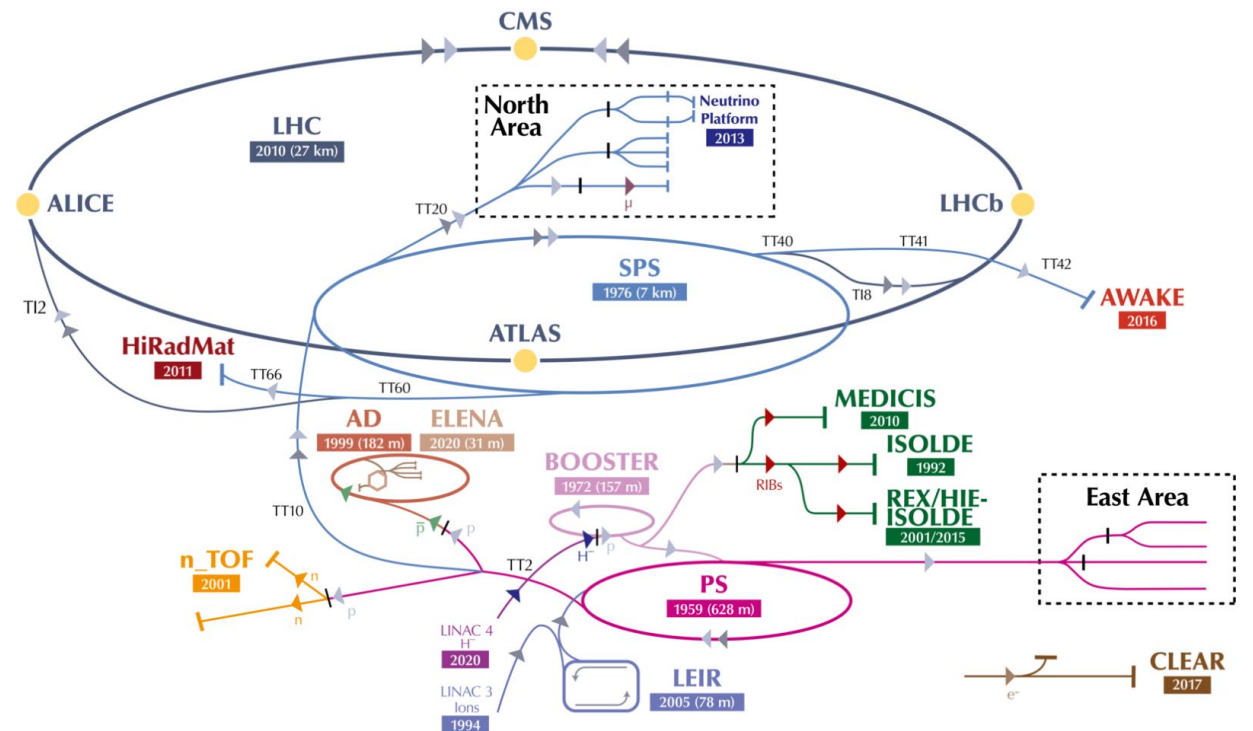 CMS
North
Area
Neutrino
Platform
2013
LHC
2010 (27 km)
ALICE
LHCb
TT20
μ
TT40
TT41
TT42
SPS
1976 (7 km)
TI8
TI2
AWAKE
2016
ATLAS
HiRadMat
2011
TT66
TT60
AD
1999 (182 m)
ELENA
2020 (31 m)
MEDICIS
2010
BOOSTER
1972 (157 m)
ISOLDE
1992
RIBs
REX/HIE-
ISOLDE
2001/2015
East Area
TT10
p̅
p
H⁻
p
TT2
n_TOF
2001
n
n
p
PS
1959 (628 m)
LINAC 4
H⁻
2020
LINAC 3
Ions
1994
LEIR
2005 (78 m)
e⁻
CLEAR
2017